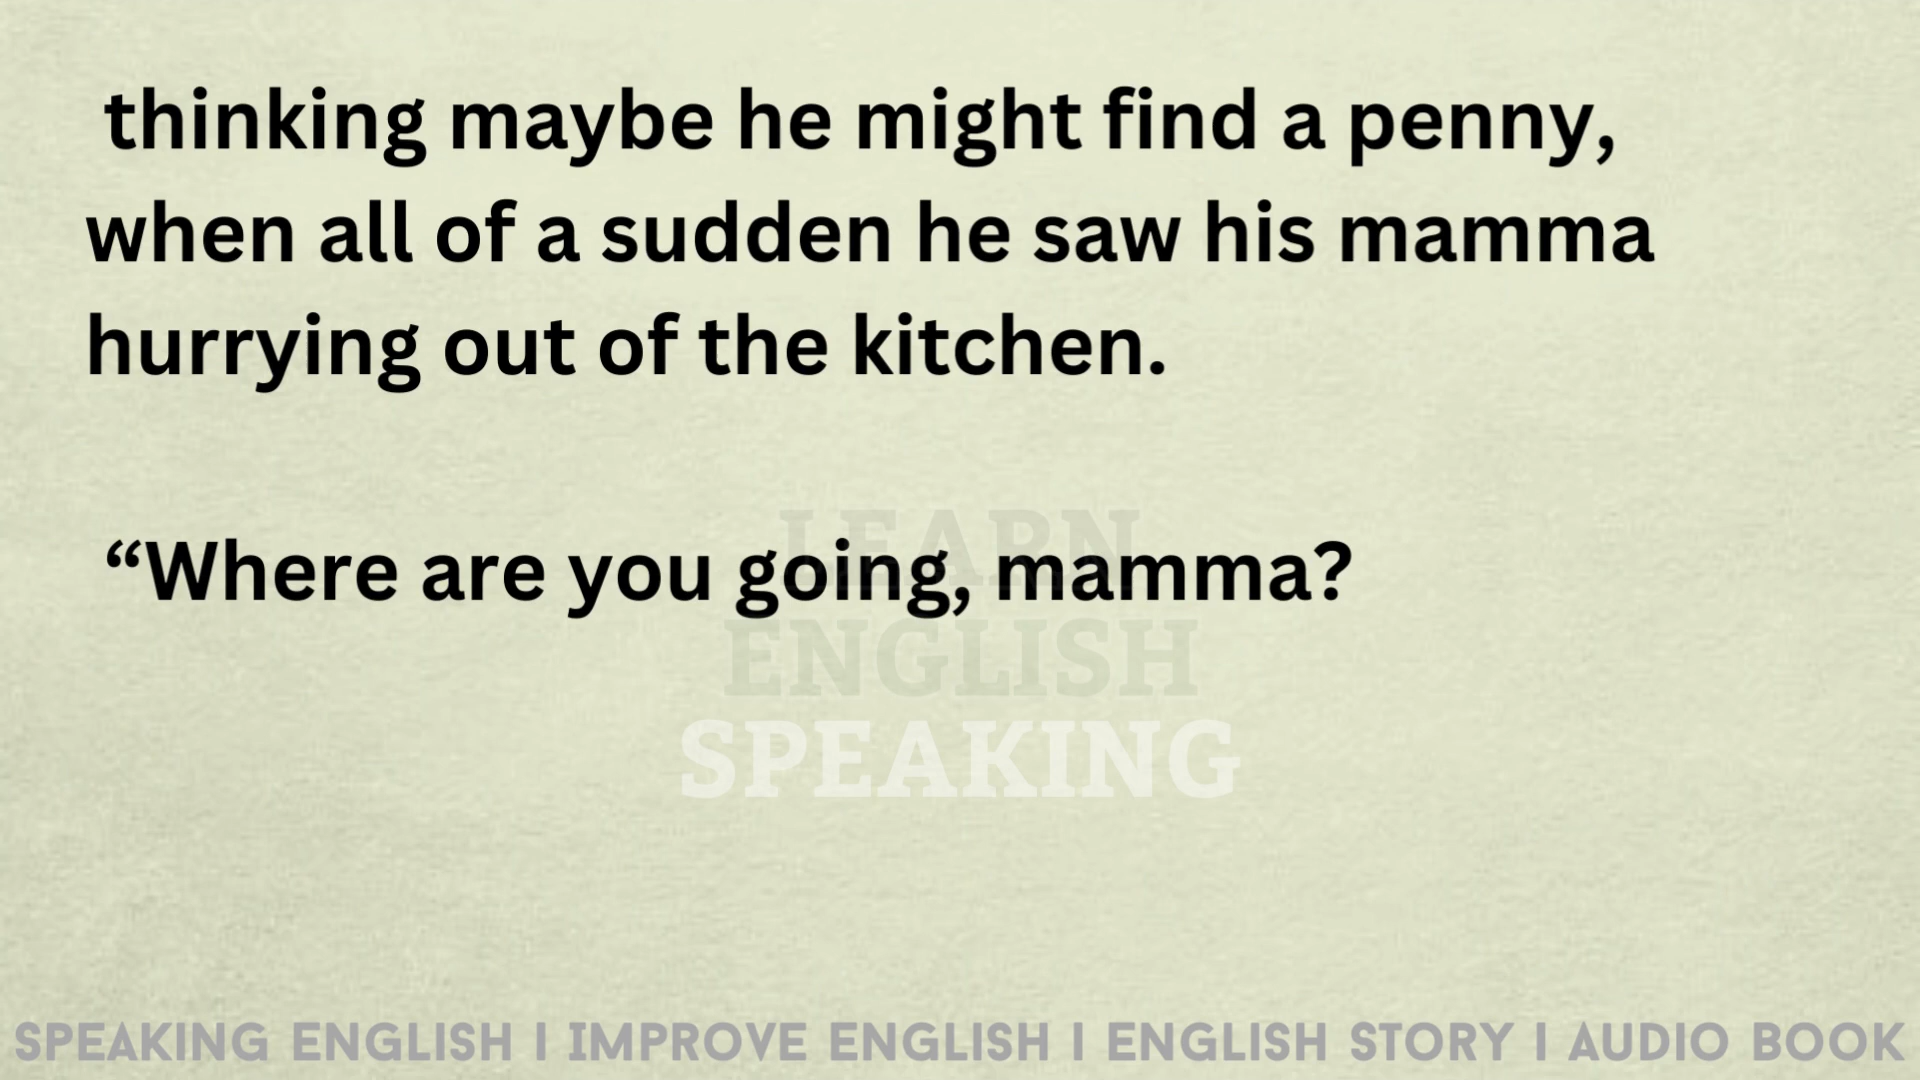 thinking maybe he might find a penny,
when all of a sudden he saw his mamma
hurrying out of the kitchen.
“Where are you going, mamma?
LEARN
ENGLISH
SPEAKING
SPEAKING ENGLISH I IMPROVE ENGLISH I ENGLISH STORY I AUDIO BOOK